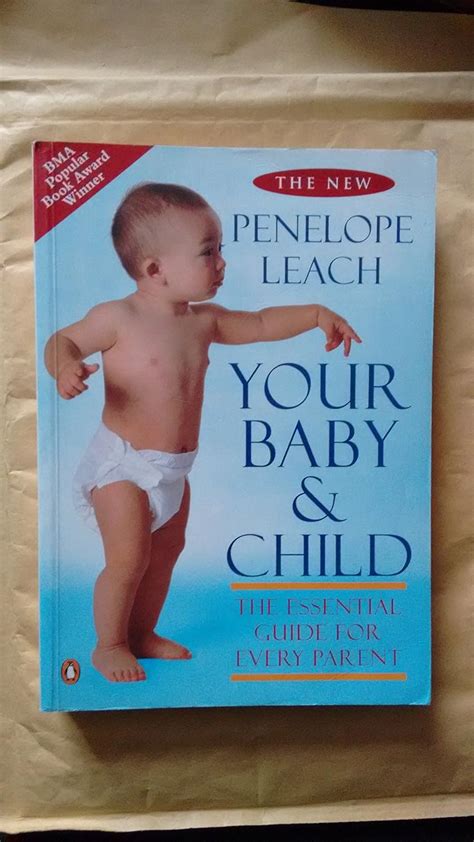 BMA
Popular
Book Award
Winner
THE NEW
PENELOPE
LEACH
YOUR
BABY
&
CHILD
THE ESSENTIAL
GUIDE FOR
EVERY PARENT